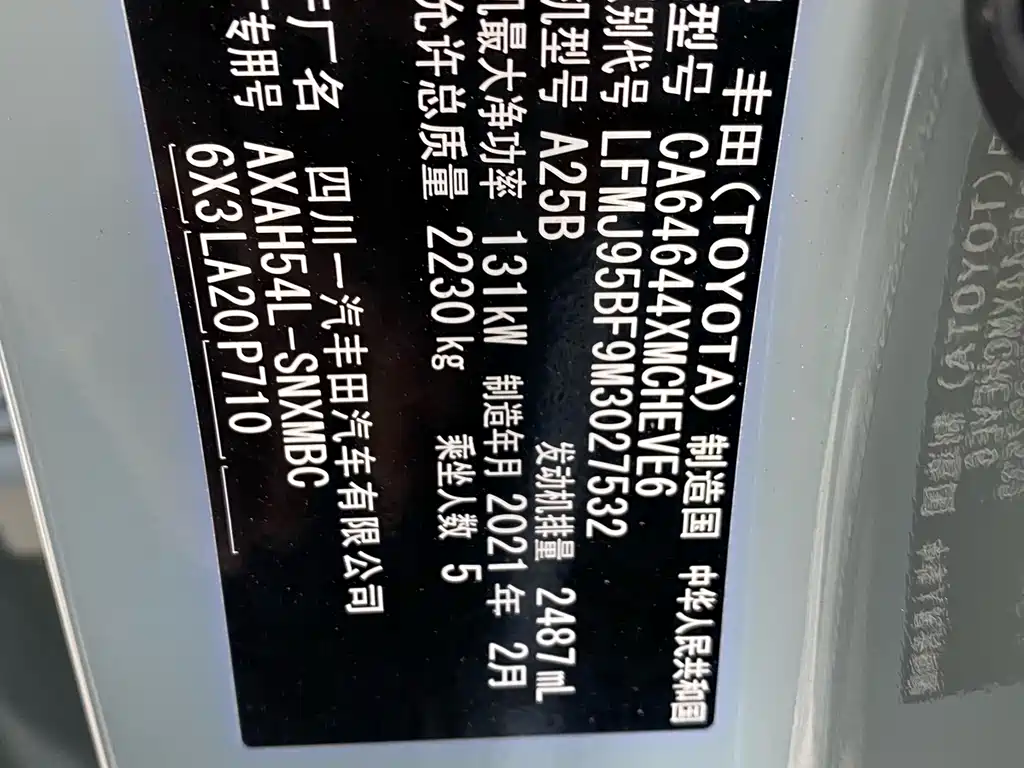 丰田(TOYOTA) 制造国 中华人民共和国
型号 CA6464XMCHEVE6
别代号 LFMJ95BF9M3027532
机型号 A25B 发动机排量 2487mL
机最大净功率 131kW 制造年月 2021年 2月
允许总质量 2230kg 乘坐人数 5
厂名 四川一汽丰田汽车有限公司
专用号 AXAH54L-SNXMBC
6X3LA20P710